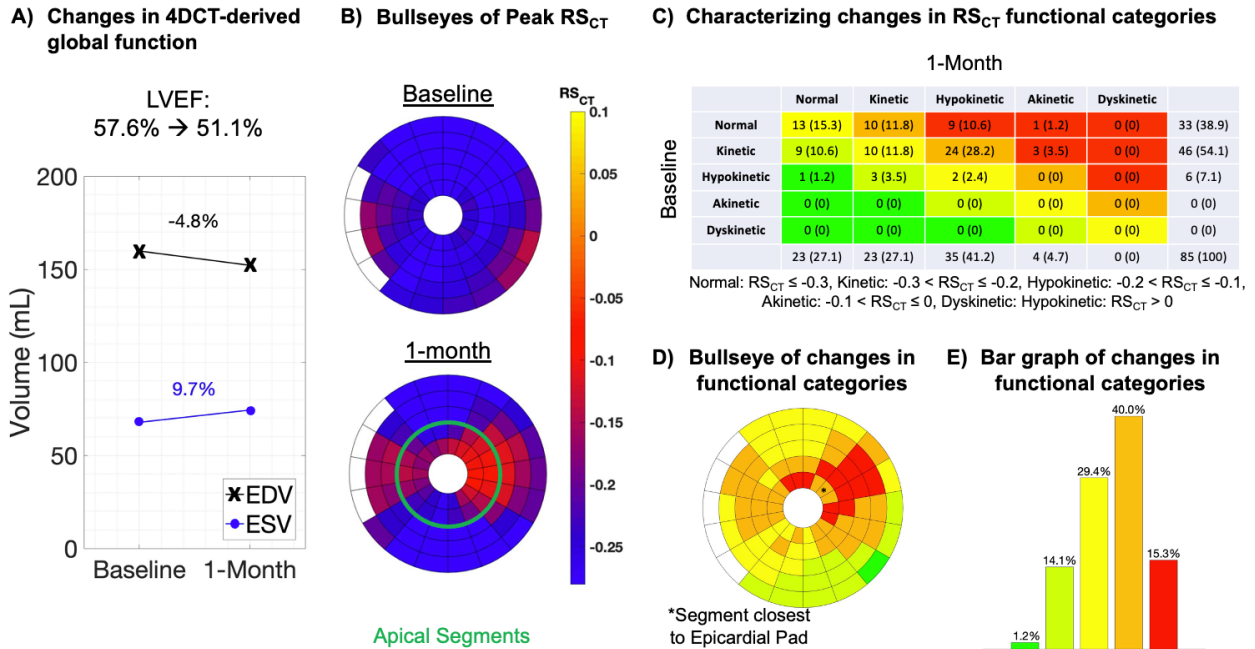 A) Changes in 4DCT-derived
global function
LVEF:
57.6% → 51.1%
Volume (mL)
200
150
100
50
0
-4.8%
9.7%
EDV
ESV
Baseline 1-Month
B) Bullseyes of Peak RSCT
Baseline
1-month
Apical Segments
RSCT
0.1
0.05
0
-0.05
-0.1
-0.15
-0.2
-0.25
C) Characterizing changes in RSCT functional categories
1-Month
Baseline
Normal Kinetic Hypokinetic Akinetic Dyskinetic
Normal 13 (15.3) 10 (11.8) 9 (10.6) 1 (1.2) 0 (0) 33 (38.9)
Kinetic 9 (10.6) 10 (11.8) 24 (28.2) 3 (3.5) 0 (0) 46 (54.1)
Hypokinetic 1 (1.2) 3 (3.5) 2 (2.4) 0 (0) 0 (0) 6 (7.1)
Akinetic 0 (0) 0 (0) 0 (0) 0 (0) 0 (0) 0 (0)
Dyskinetic 0 (0) 0 (0) 0 (0) 0 (0) 0 (0) 0 (0)
23 (27.1) 23 (27.1) 35 (41.2) 4 (4.7) 0 (0) 85 (100)
Normal: RSCT ≤ -0.3, Kinetic: -0.3 < RSCT ≤ -0.2, Hypokinetic: -0.2 < RSCT ≤ -0.1,
Akinetic: -0.1 < RSCT ≤ 0, Dyskinetic: Hypokinetic: RSCT > 0
D) Bullseye of changes in
functional categories
*
*Segment closest
to Epicardial Pad
E) Bar graph of changes in
functional categories
1.2%
14.1%
29.4%
40.0%
15.3%